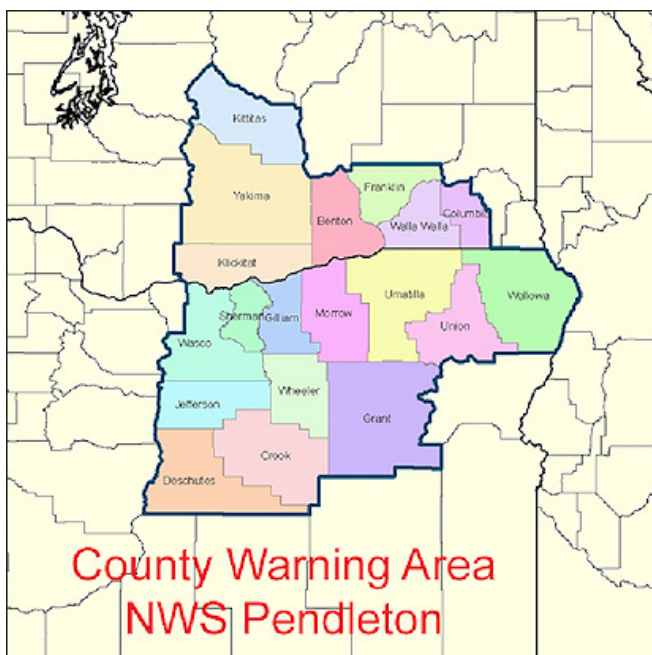 Kittitas
Franklin
Yakima
Benton
Walla Walla
Columbia
Klickitat
Sherman
Gilliam
Morrow
Umatilla
Union
Wallowa
Wasco
Jefferson
Wheeler
Grant
Crook
Deschutes
County Warning Area
NWS Pendleton